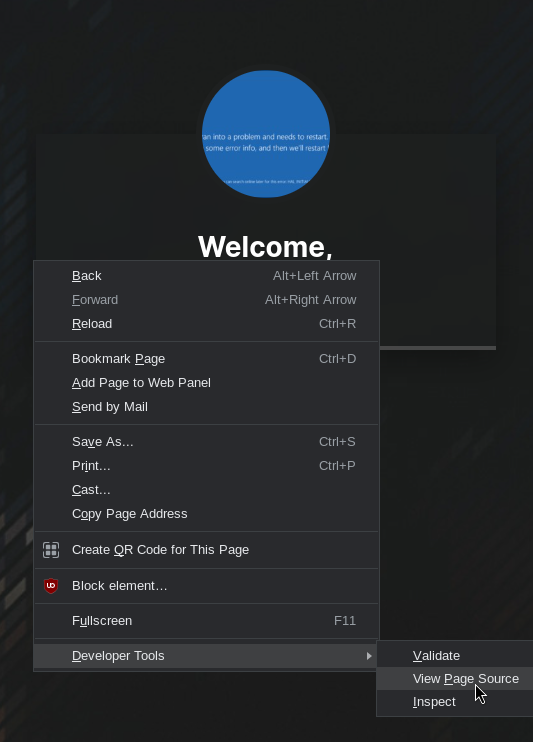 ran into a problem and needs to restart.
some error info, and then we'll restart
Welcome,
Back Alt+Left Arrow
Forward Alt+Right Arrow
Reload Ctrl+R
Bookmark Page Ctrl+D
Add Page to Web Panel
Send by Mail
Save As... Ctrl+S
Print... Ctrl+P
Cast...
Copy Page Address
Create QR Code for This Page
Block element...
Fullscreen F11
Developer Tools
Validate
View Page Source
Inspect